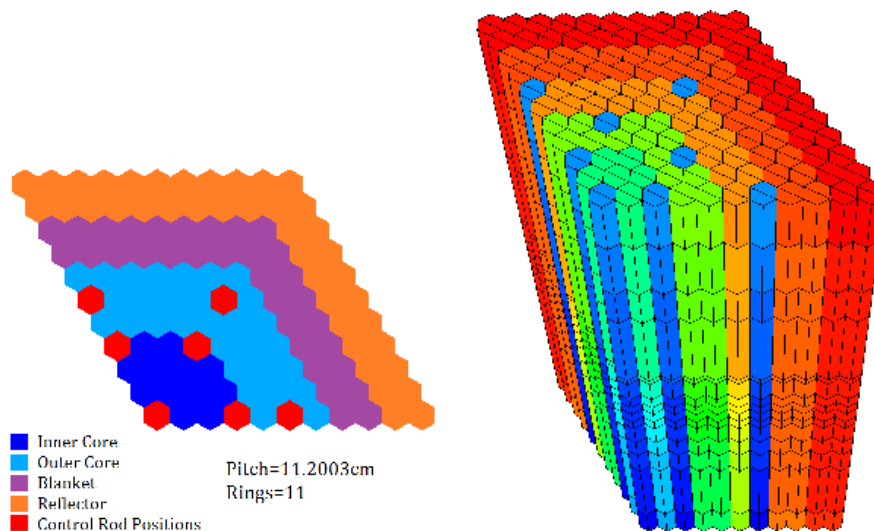 Inner Core
Outer Core
Blanket
Reflector
Control Rod Positions
Pitch=11.2003cm
Rings=11